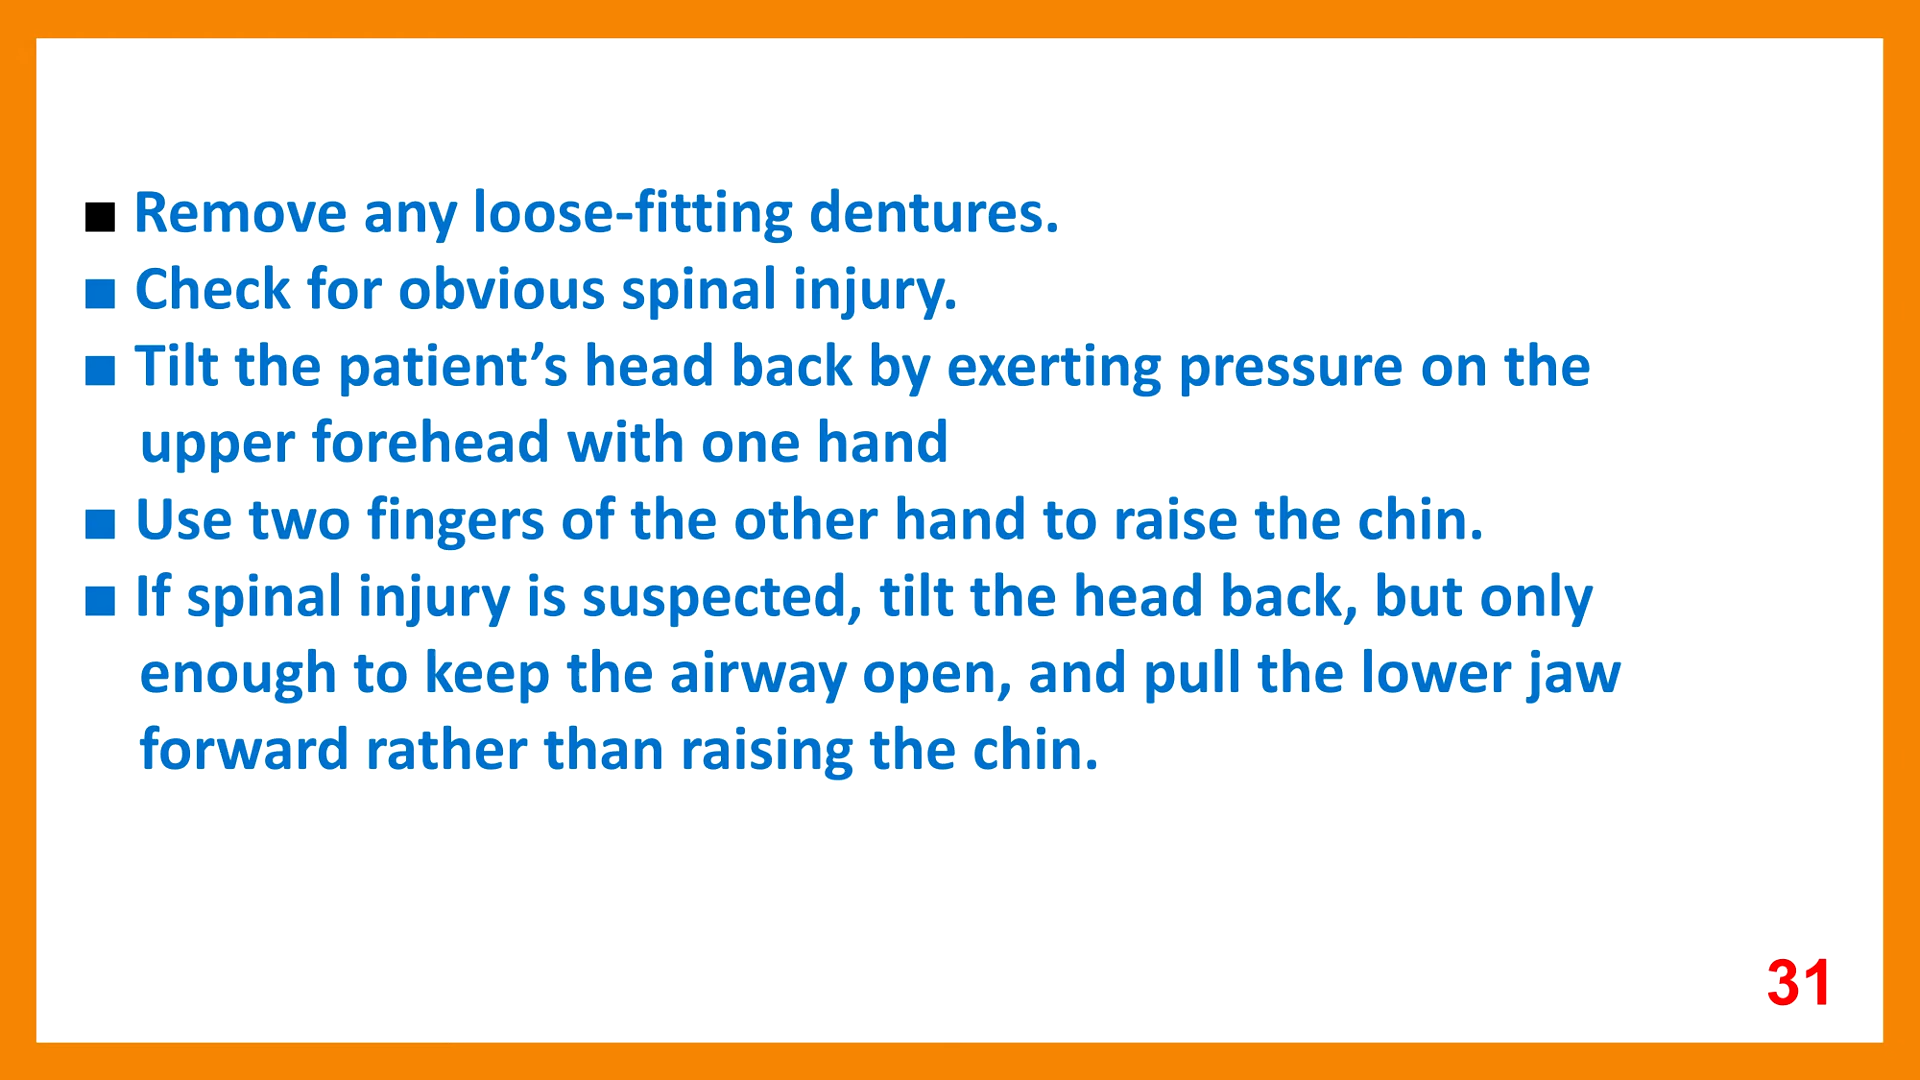 ■ Remove any loose-fitting dentures.
■ Check for obvious spinal injury.
■ Tilt the patient’s head back by exerting pressure on the
upper forehead with one hand
■ Use two fingers of the other hand to raise the chin.
■ If spinal injury is suspected, tilt the head back, but only
enough to keep the airway open, and pull the lower jaw
forward rather than raising the chin.
31